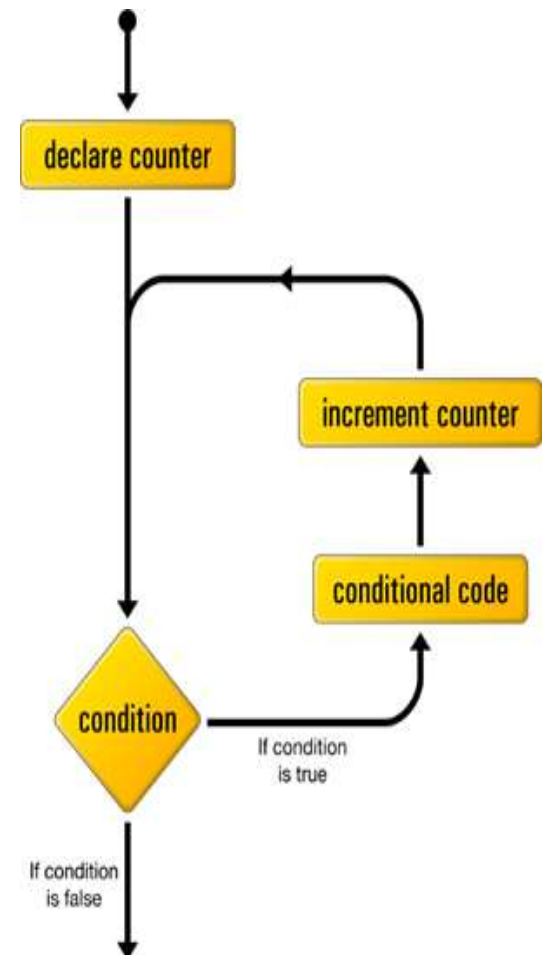 declare counter
increment counter
conditional code
condition
If condition
is true
If condition
is false